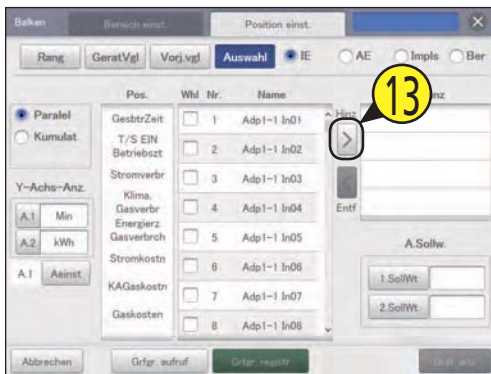 Balken Bereich einst. Position einst.
Rang GeratVgl Vorj.vgl Auswahl IE AE Impls Ber
Pos. Whl Nr. Name Hinz nz
13
Paralel
Kumulat
Y-Achs-Anz.
A.1 Min
A.2 kWh
A.1 Aeinst
GesbtrZeit
T/S EIN
Betriebszt
Stromverbr
Klima.
Gasverbr
Energierz
Gasverbrch
Stromkostn
KAGaskostn
Gaskosten
1 Adp1-1 In01
2 Adp1-1 In02
3 Adp1-1 In03
4 Adp1-1 In04
5 Adp1-1 In05
6 Adp1-1 In06
7 Adp1-1 In07
8 Adp1-1 In08
>
<
Entf
A.Sollw.
1.SollWt
2.SollWt
Abbrechen Grfgr. aufruf Grfgr. registr